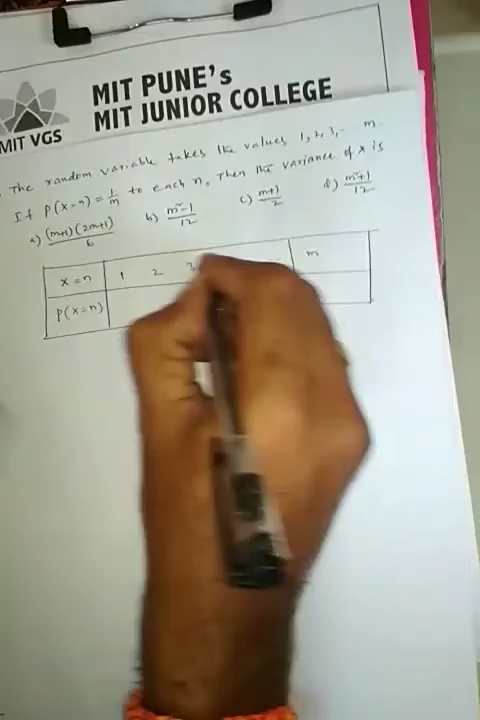 MIT PUNE's
MIT JUNIOR COLLEGE
MIT VGS
The random variable takes the values 1, 2, 3, .. m.
If P(x=n) = 1/m to each n. Then the variance of x is
a) (m+1)(2m+1)/6 b) m²-1/12 c) m+1/2 d) m²+1/12
x=n 1 2 3 m
P(x=n)